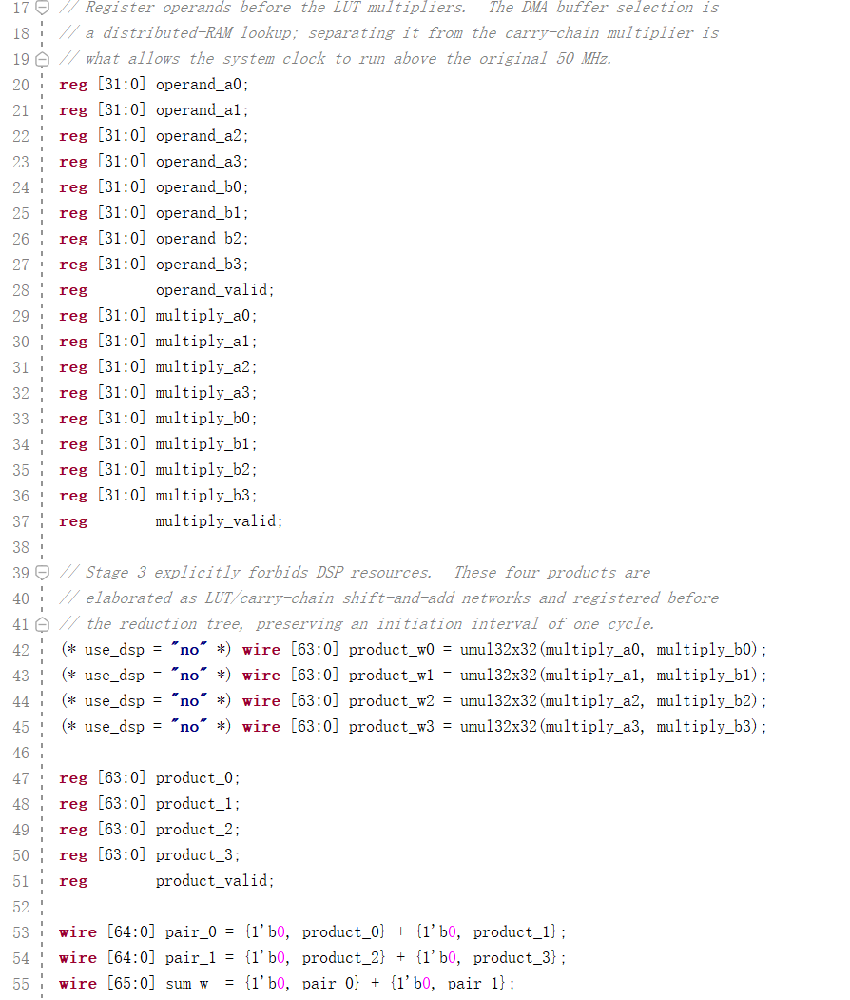 17 // Register operands before the LUT multipliers.  The DMA buffer selection is
18 // a distributed-RAM lookup; separating it from the carry-chain multiplier is
19 // what allows the system clock to run above the original 50 MHz.
20 reg [31:0] operand_a0;
21 reg [31:0] operand_a1;
22 reg [31:0] operand_a2;
23 reg [31:0] operand_a3;
24 reg [31:0] operand_b0;
25 reg [31:0] operand_b1;
26 reg [31:0] operand_b2;
27 reg [31:0] operand_b3;
28 reg        operand_valid;
29 reg [31:0] multiply_a0;
30 reg [31:0] multiply_a1;
31 reg [31:0] multiply_a2;
32 reg [31:0] multiply_a3;
33 reg [31:0] multiply_b0;
34 reg [31:0] multiply_b1;
35 reg [31:0] multiply_b2;
36 reg [31:0] multiply_b3;
37 reg        multiply_valid;
38
39 // Stage 3 explicitly forbids DSP resources.  These four products are
40 // elaborated as LUT/carry-chain shift-and-add networks and registered before
41 // the reduction tree, preserving an initiation interval of one cycle.
42 (* use_dsp = "no" *) wire [63:0] product_w0 = umul32x32(multiply_a0, multiply_b0);
43 (* use_dsp = "no" *) wire [63:0] product_w1 = umul32x32(multiply_a1, multiply_b1);
44 (* use_dsp = "no" *) wire [63:0] product_w2 = umul32x32(multiply_a2, multiply_b2);
45 (* use_dsp = "no" *) wire [63:0] product_w3 = umul32x32(multiply_a3, multiply_b3);
46
47 reg [63:0] product_0;
48 reg [63:0] product_1;
49 reg [63:0] product_2;
50 reg [63:0] product_3;
51 reg        product_valid;
52
53 wire [64:0] pair_0 = {1'b0, product_0} + {1'b0, product_1};
54 wire [64:0] pair_1 = {1'b0, product_2} + {1'b0, product_3};
55 wire [65:0] sum_w  = {1'b0, pair_0} + {1'b0, pair_1};